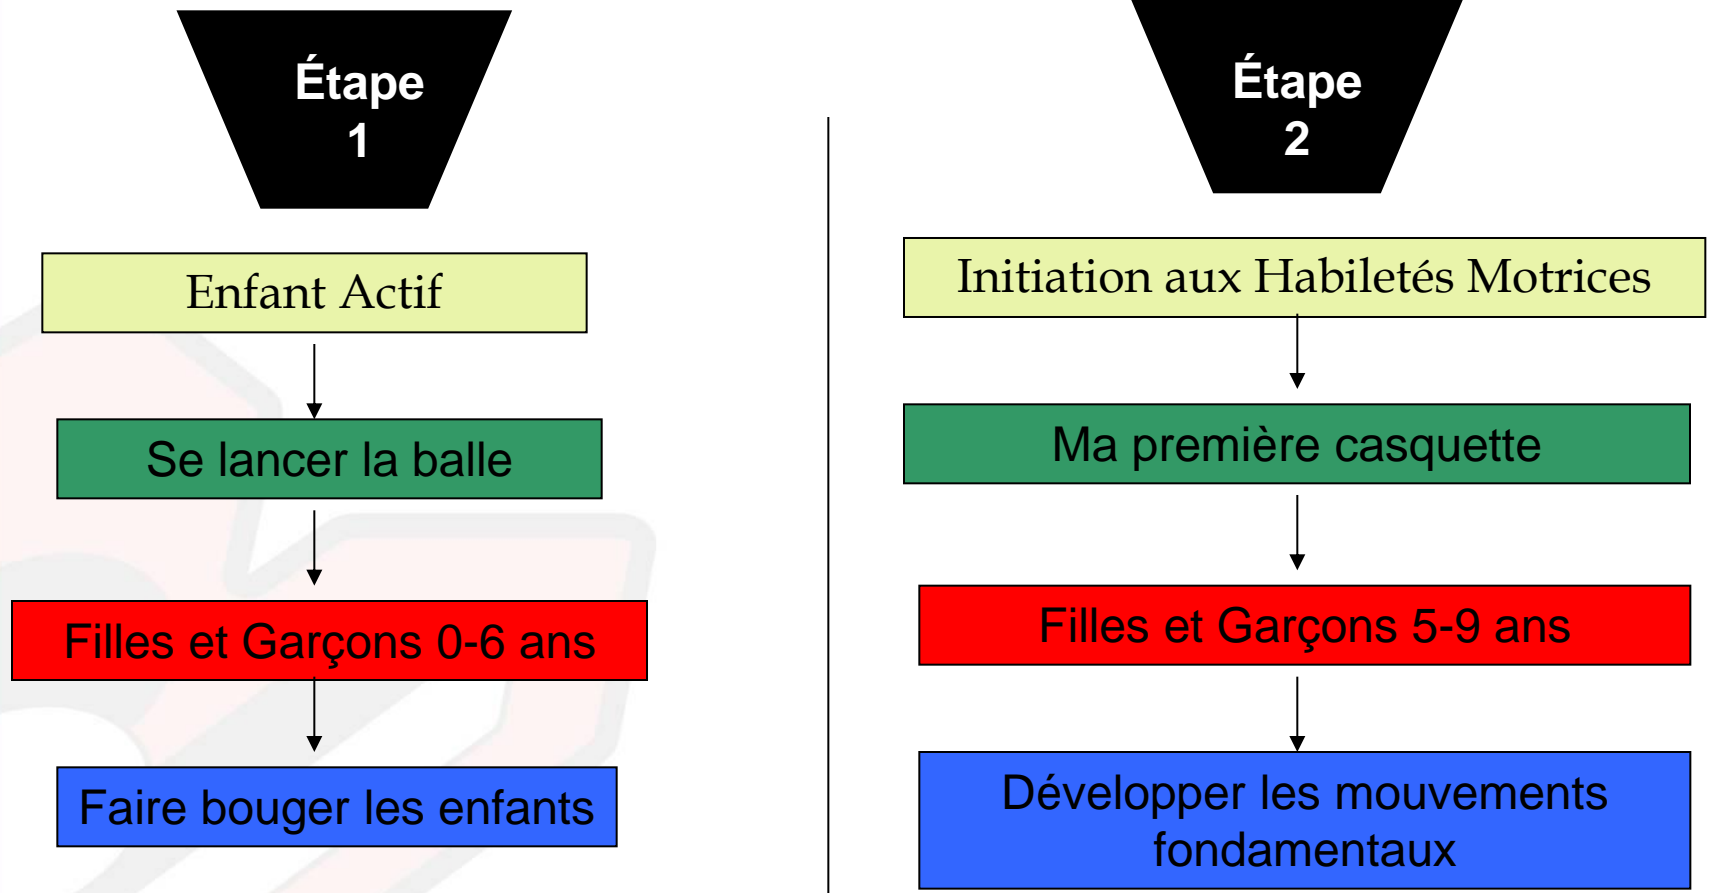 Étape
1
Enfant Actif
Se lancer la balle
Filles et Garçons 0-6 ans
Faire bouger les enfants
Étape
2
Initiation aux Habiletés Motrices
Ma première casquette
Filles et Garçons 5-9 ans
Développer les mouvements
fondamentaux